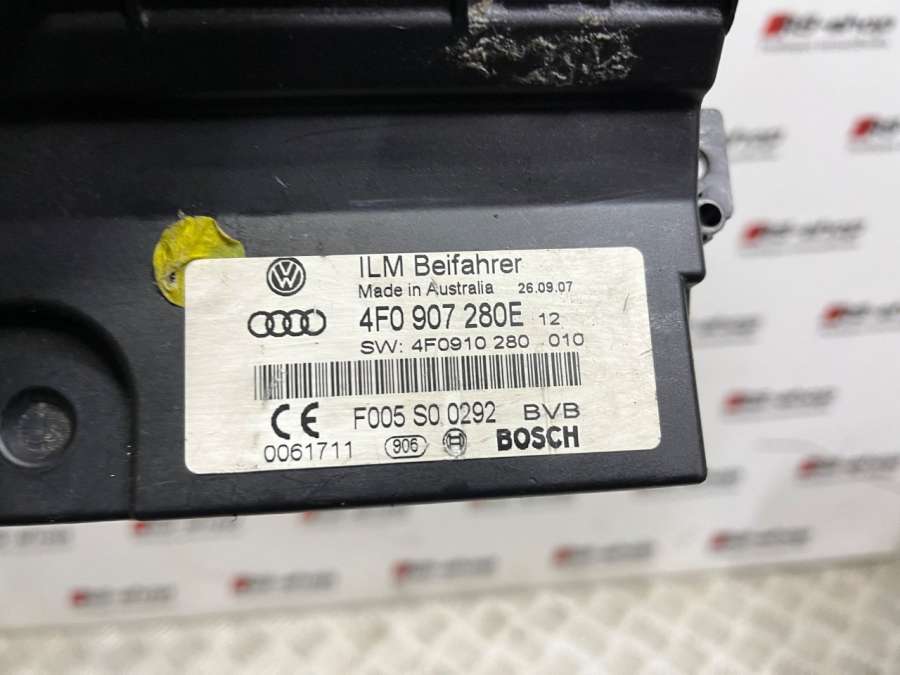 ILM Beifahrer
Made in Australia 26.09.07
4F0 907 280E 12
SW: 4F0910 280 010
F005 S0 0292 BVB
0061711 906 BOSCH